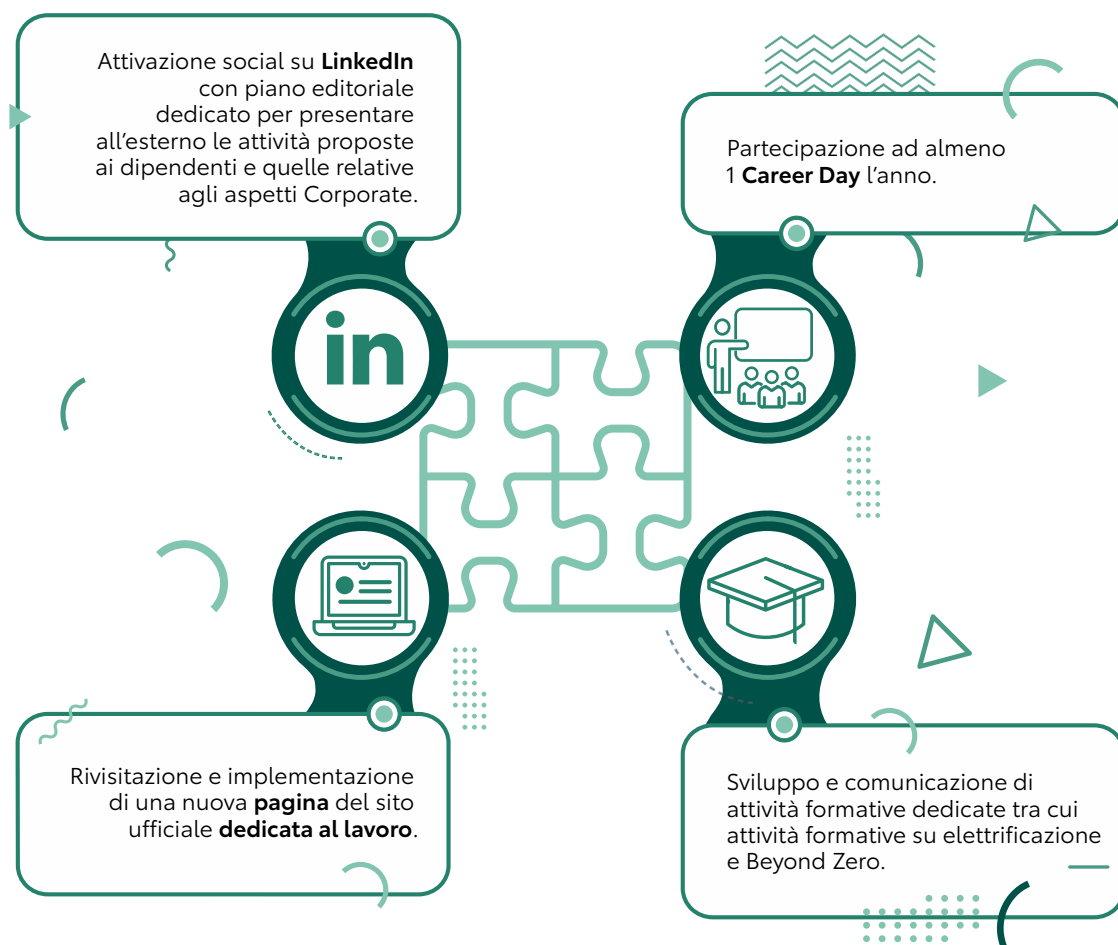 Attivazione social su LinkedIn
con piano editoriale
dedicato per presentare
all’esterno le attività proposte
ai dipendenti e quelle relative
agli aspetti Corporate.
Partecipazione ad almeno
1 Career Day l’anno.
in
Rivisitazione e implementazione
di una nuova pagina del sito
ufficiale dedicata al lavoro.
Sviluppo e comunicazione di
attività formative dedicate tra cui
attività formative su elettrificazione
e Beyond Zero.